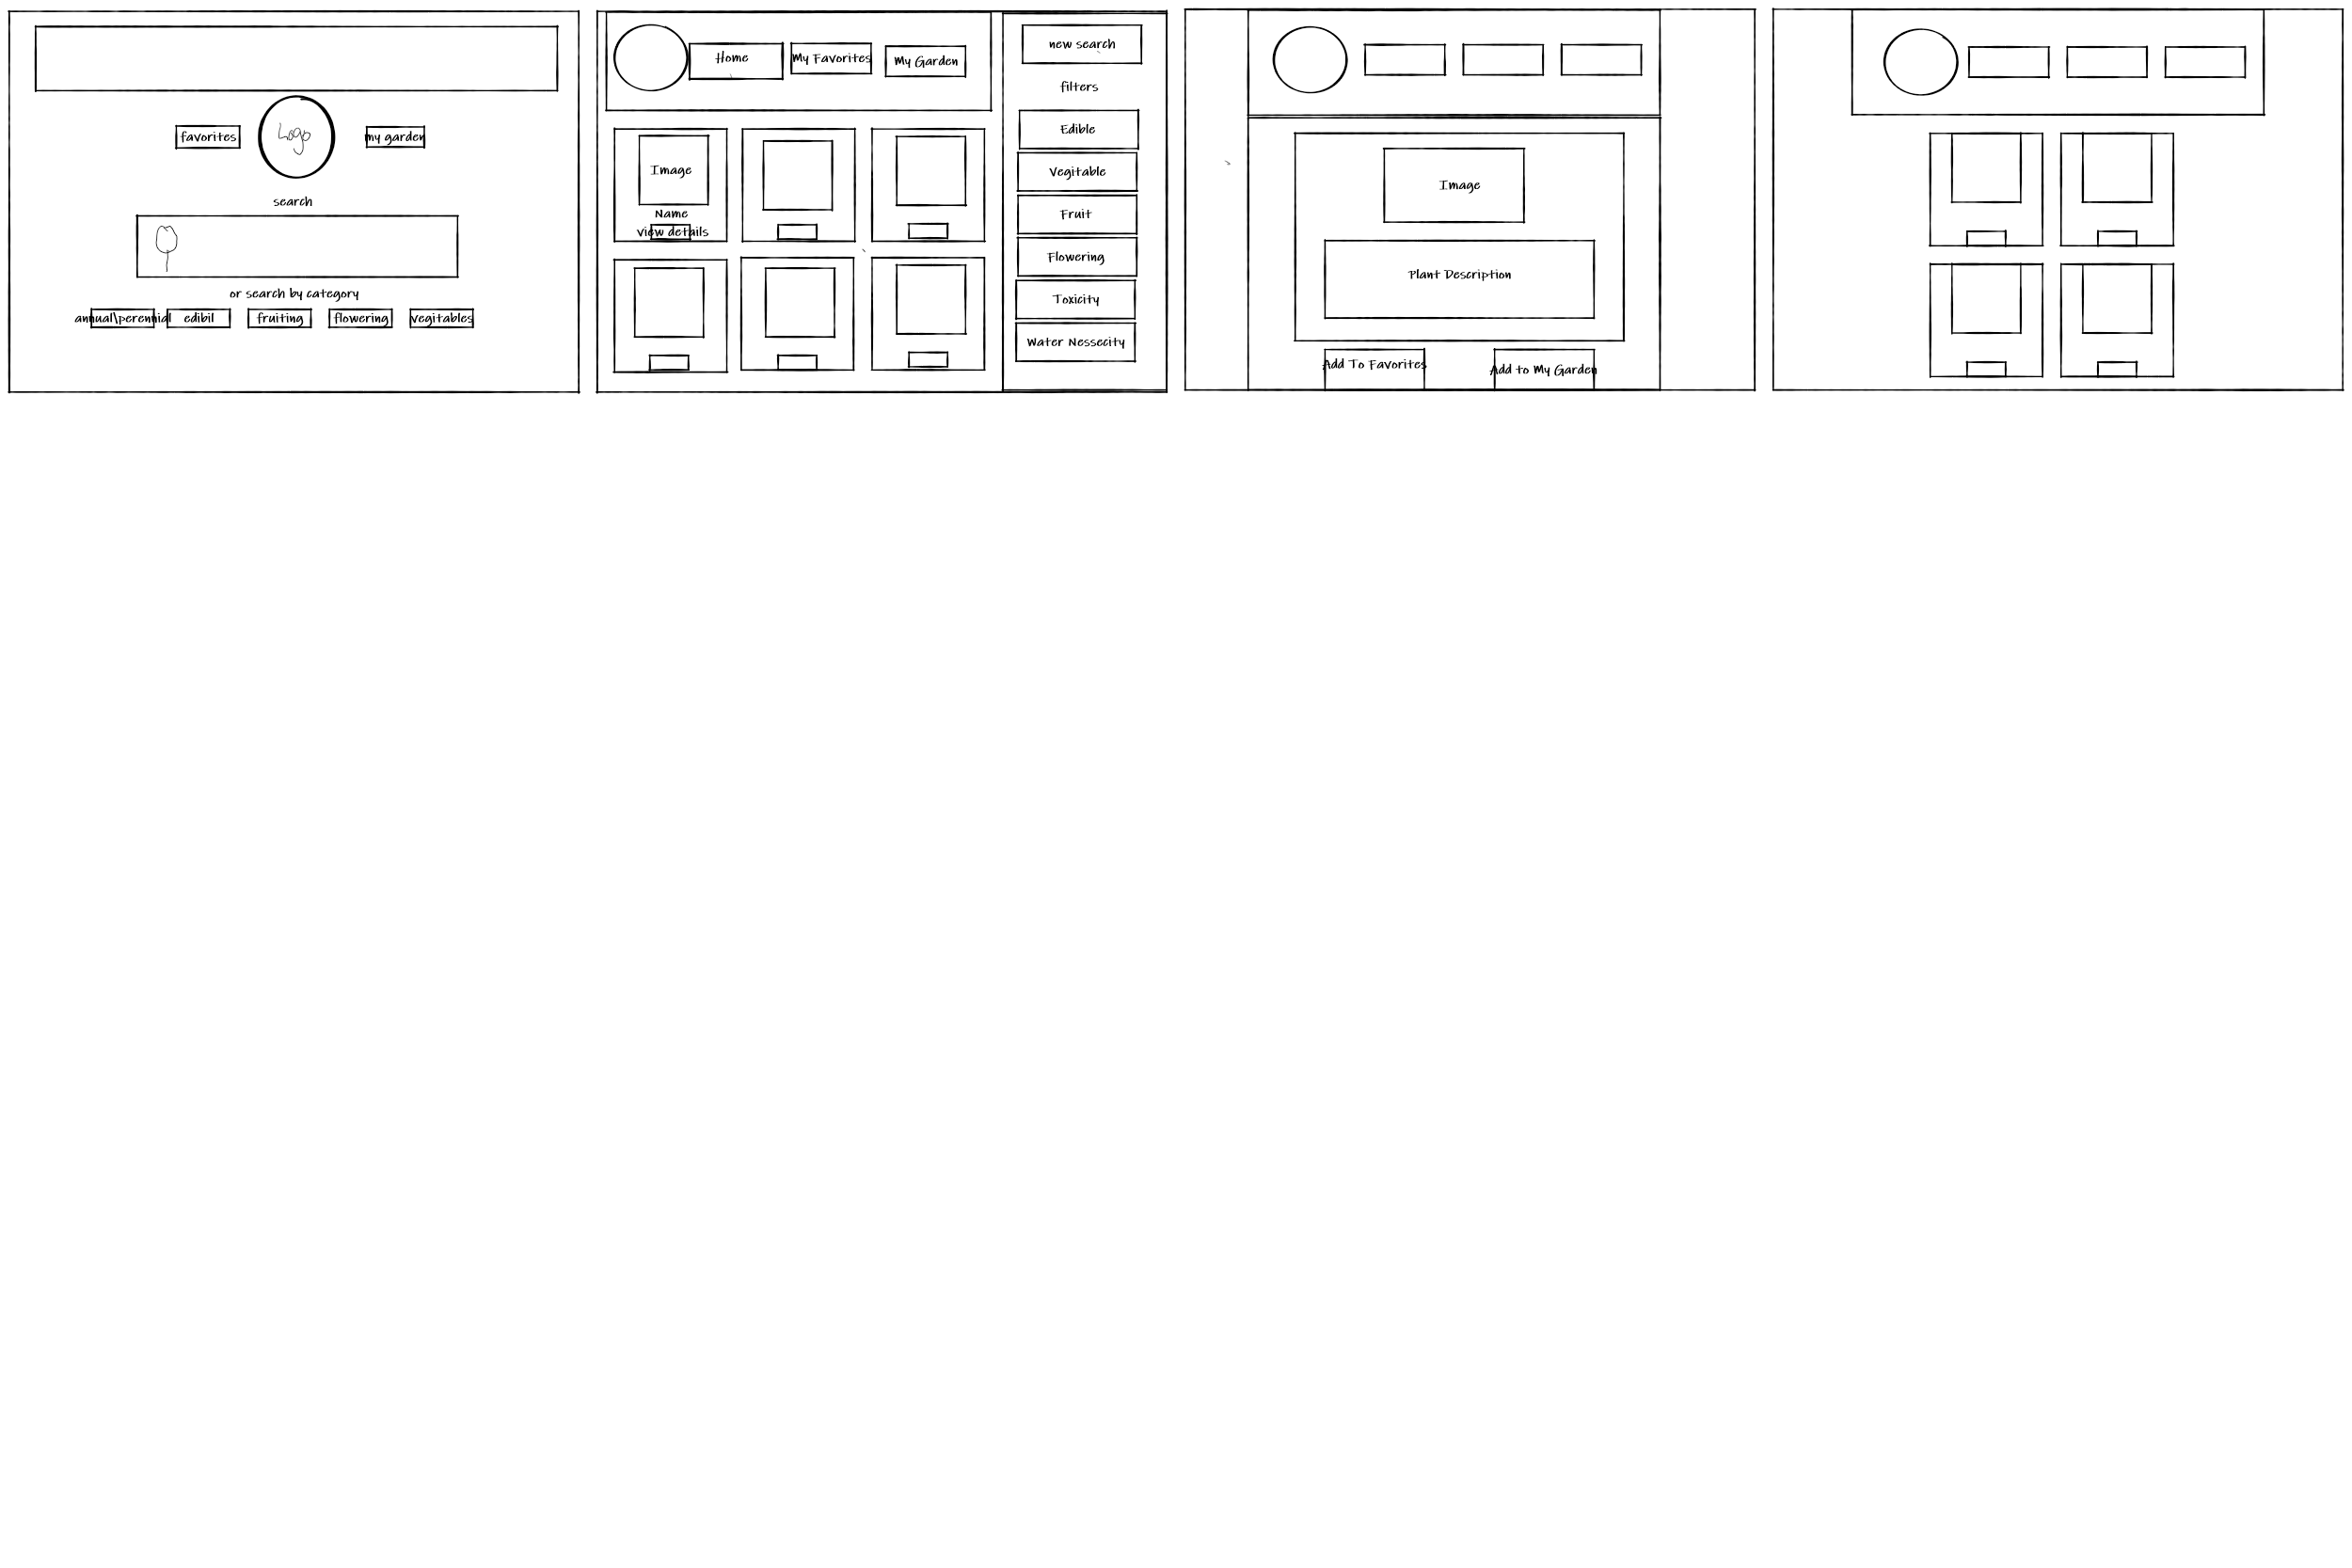 favorites
Logo
my garden
search
or search by category
annual\perennial
edibil
fruiting
flowering
vegitables
Home
My Favorites
My Garden
Image
Name
view details
new search
filters
Edible
Vegitable
Fruit
Flowering
Toxicity
Water Nessecity
Image
Plant Description
Add To Favorites
Add to My Garden